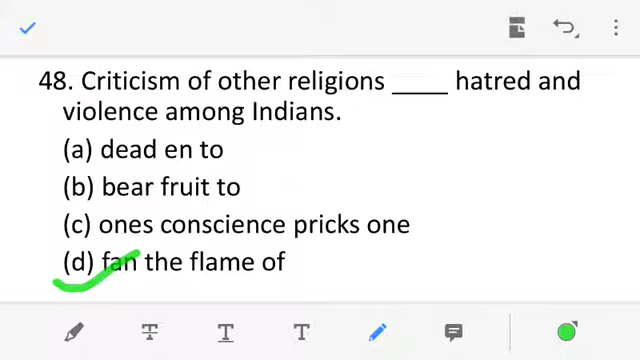 48. Criticism of other religions ____ hatred and
violence among Indians.
(a) dead en to
(b) bear fruit to
(c) ones conscience pricks one
(d) fan the flame of